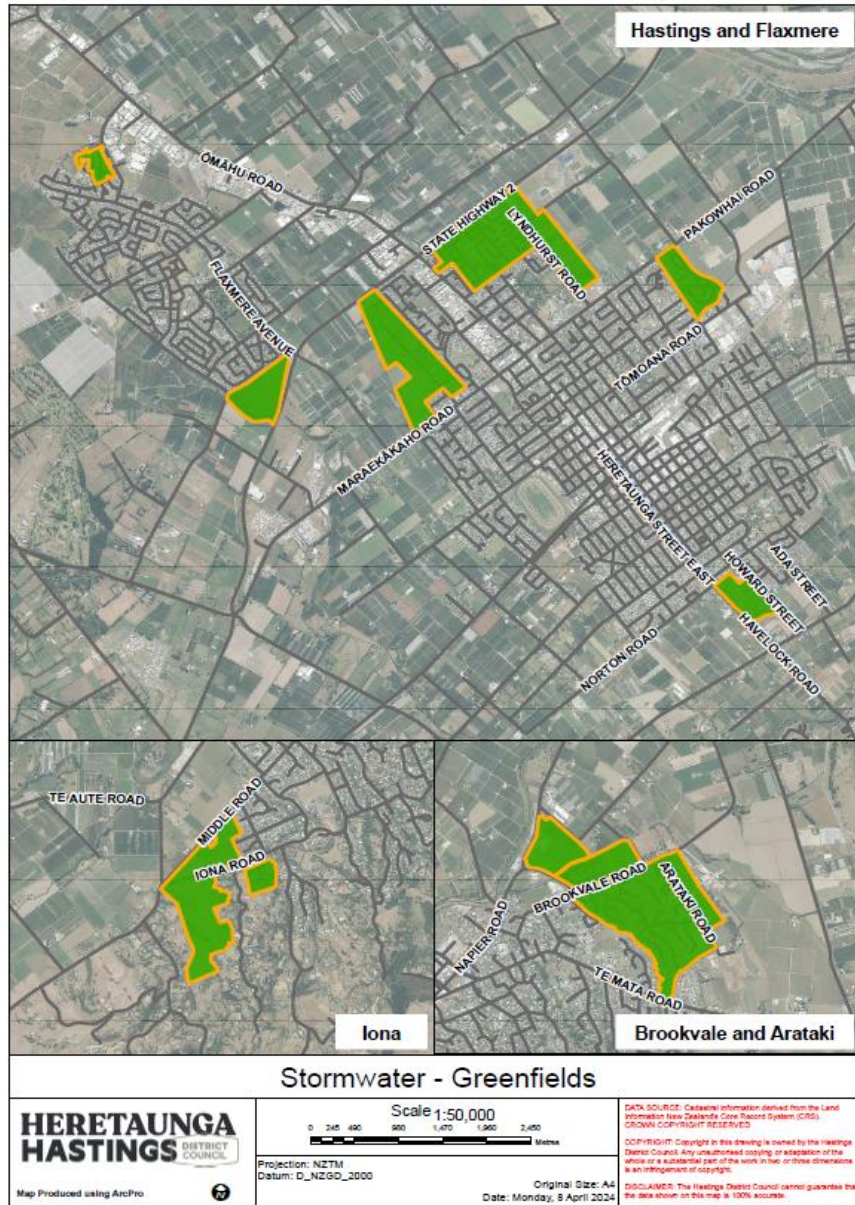 Hastings and Flaxmere
ŌMĀHU ROAD
STATE HIGHWAY 2
LYNDHURST ROAD
PAKOWHAI ROAD
FLAXMERE AVENUE
TŌMOANA ROAD
MARAEKĀKAHO ROAD
HERETAUNGA STREET EAST
HOWARD STREET
ADA STREET
HAVELOCK ROAD
NORTON ROAD
TE AUTE ROAD
MIDDLE ROAD
IONA ROAD
Iona
BROOKVALE ROAD
ARATAKI ROAD
NAPIER ROAD
TE MATA ROAD
Brookvale and Arataki
Stormwater - Greenfields
HERETAUNGA
HASTINGS DISTRICT COUNCIL
Map Produced using ArcPro
Scale 1:50,000
0 245 490 980 1,470 1,960 2,450
Metres
Projection: NZTM
Datum: D_NZGD_2000
Original Size: A4
Date: Monday, 8 April 2024
DATA SOURCE: Cadastral information derived from the Land
Information New Zealand's Core Record System (CRS).
CROWN COPYRIGHT RESERVED
COPYRIGHT: Copyright in this drawing is owned by the Hastings
District Council. Any unauthorised copying or adaptation of the
whole or a substantial part of the work in two or three dimensions
is an infringement of copyright.
DISCLAIMER: The Hastings District Council cannot guarantee tha
the data shown on this map is 100% accurate.